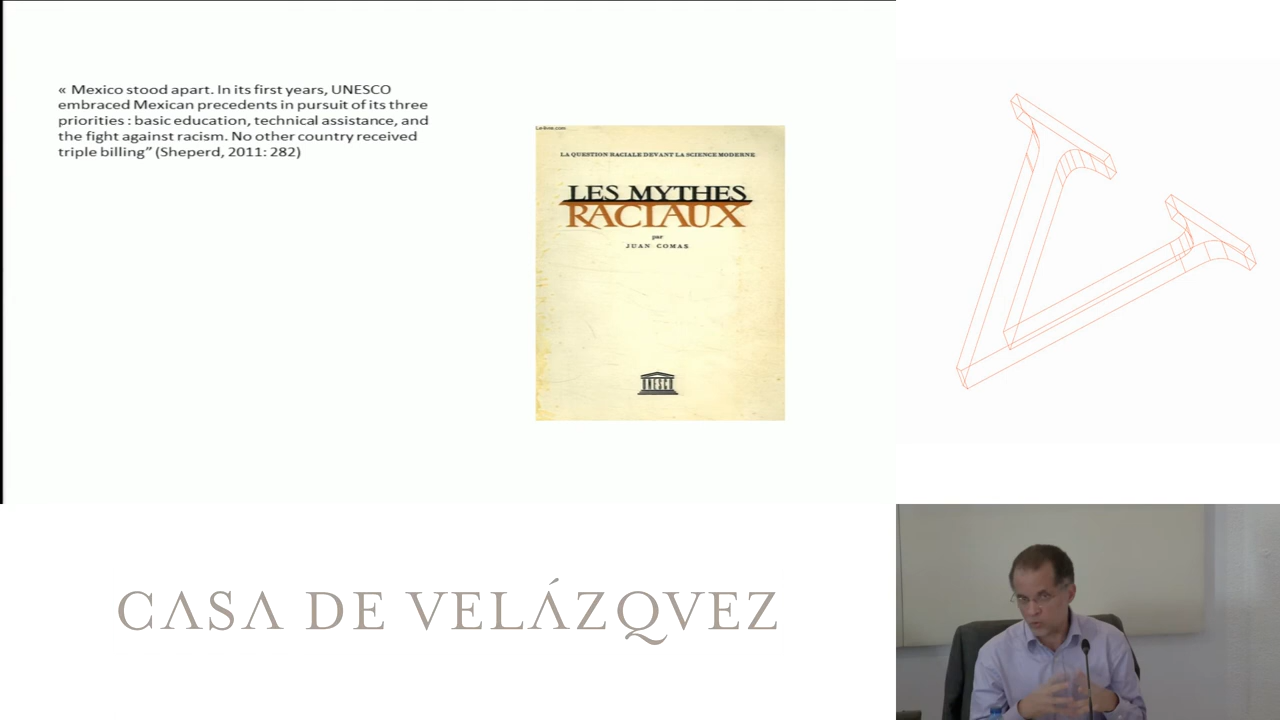 « Mexico stood apart. In its first years, UNESCO
embraced Mexican precedents in pursuit of its three
priorities : basic education, technical assistance, and
the fight against racism. No other country received
triple billing” (Sheperd, 2011: 282)
Le-livre.com
LA QUESTION RACIALE DEVANT LA SCIENCE MODERNE
LES MYTHES
RACIAUX
par
JUAN COMAS
UNESCO
CASA DE VELÁZQVEZ